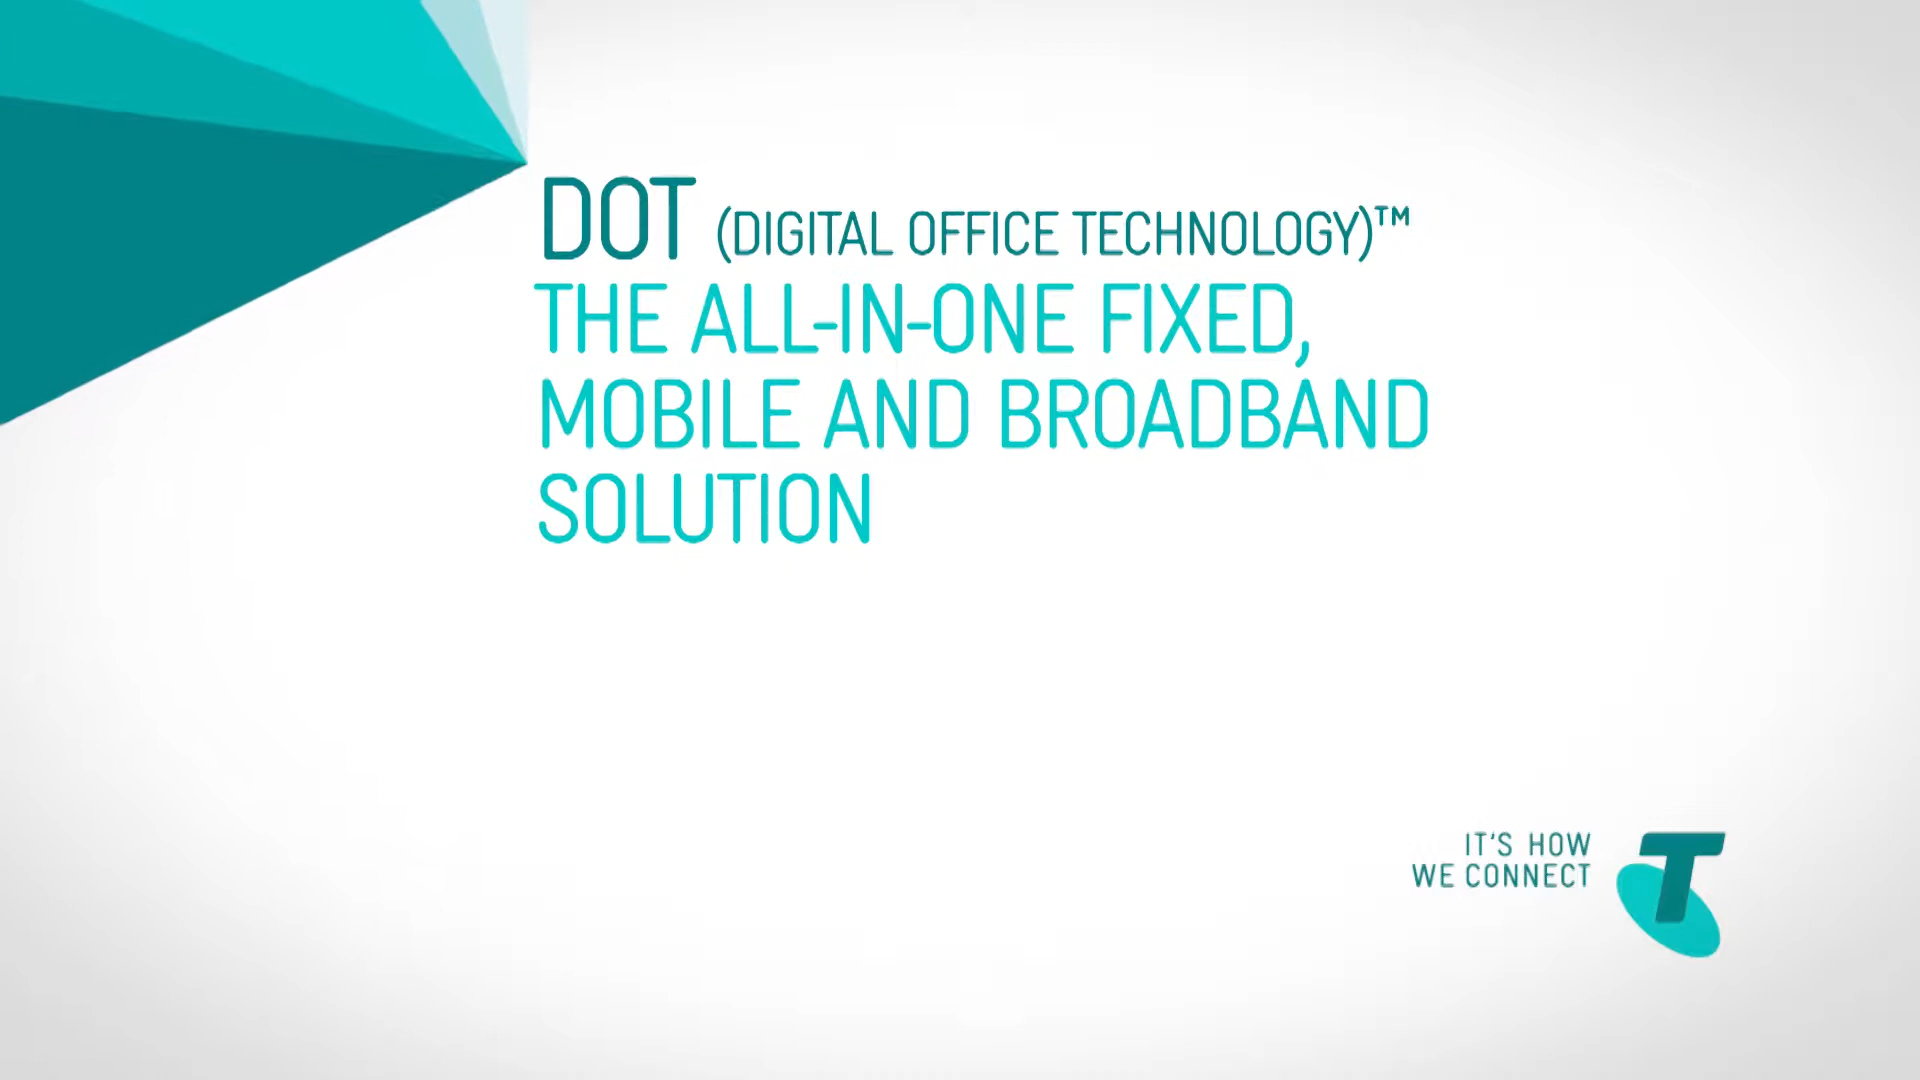 DOT (DIGITAL OFFICE TECHNOLOGY)™
THE ALL-IN-ONE FIXED,
MOBILE AND BROADBAND
SOLUTION
IT'S HOW
WE CONNECT
T